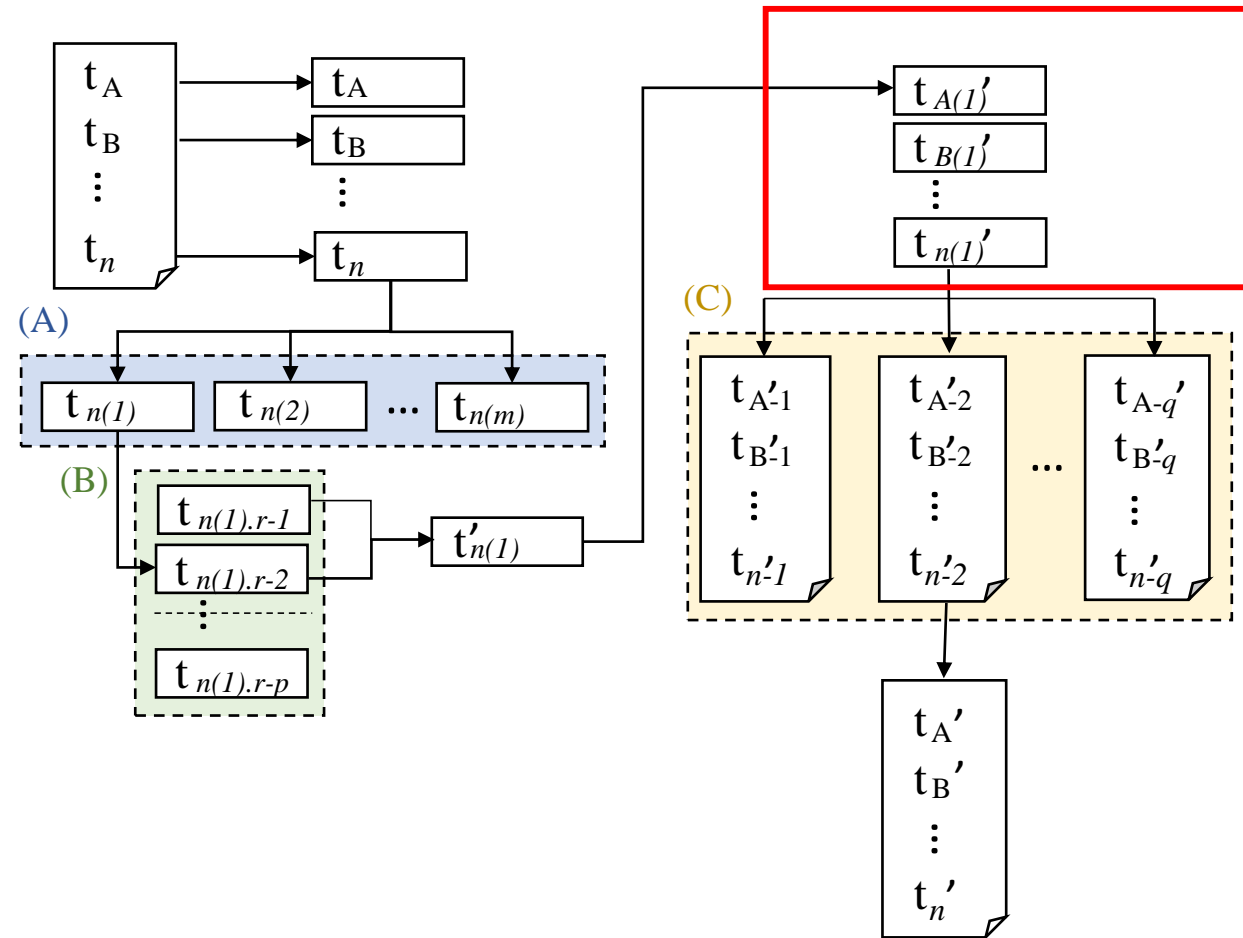 t_A
t_B
⋮
t_n
t_A
t_B
⋮
t_n
(A)
t_n(1)
t_n(2)
...
t_n(m)
(B)
t_n(1).r-1
t_n(1).r-2
⋮
t_n(1).r-p
t'_n(1)
t_A(1)'
t_B(1)'
⋮
t_n(1)'
(C)
t_A'-1
t_B'-1
⋮
t_n'-1
t_A'-2
t_B'-2
⋮
t_n'-2
...
t_A-q'
t_B'-q
⋮
t_n'-q
t_A'
t_B'
⋮
t_n'